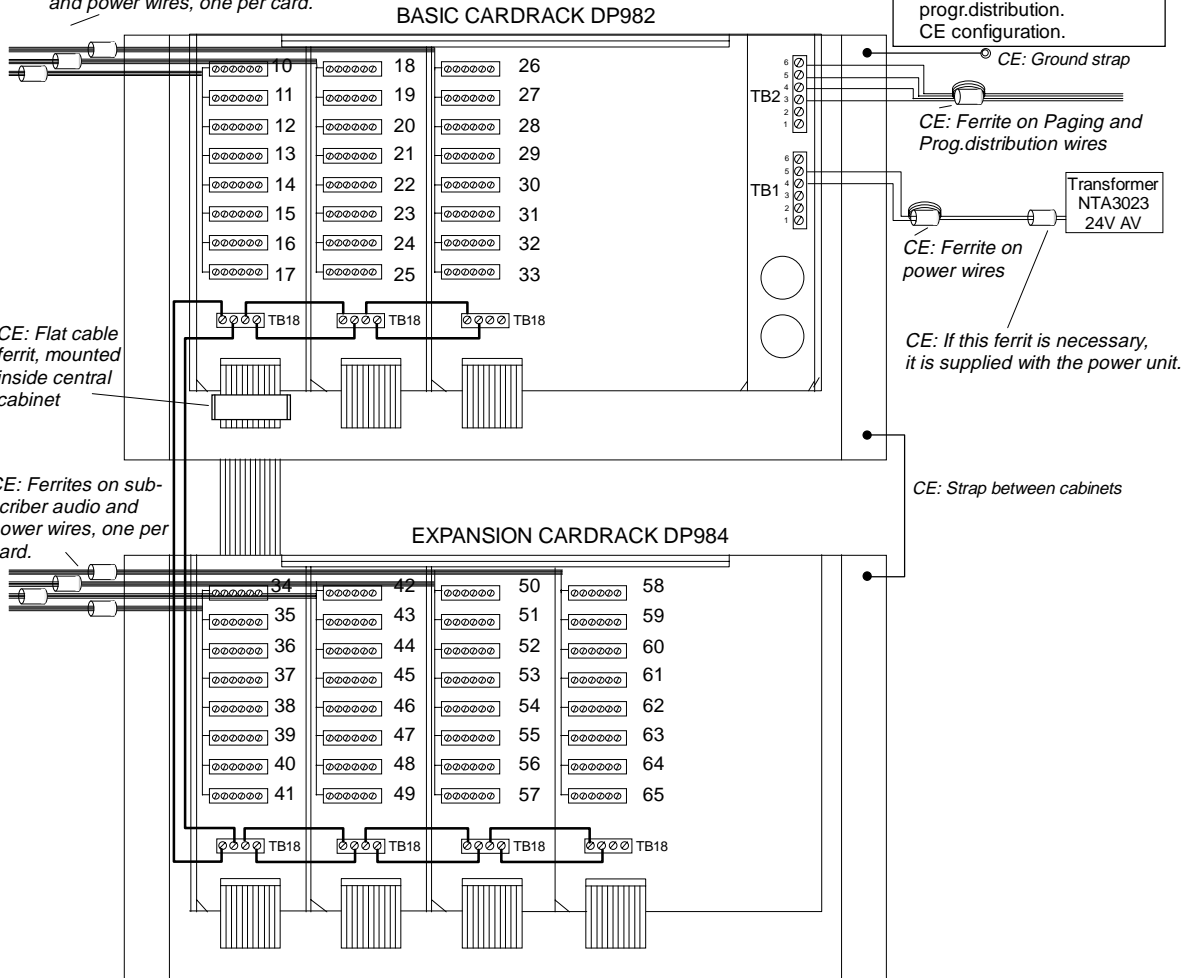 and power wires, one per card.
BASIC CARDRACK DP982
progr.distribution.
CE configuration.
CE: Ground strap
10 18 26
11 19 27
12 20 28
13 21 29
14 22 30
15 23 31
16 24 32
17 25 33
TB2
6
5
4
3
2
1
TB1
6
5
4
3
2
1
CE: Ferrite on Paging and
Prog.distribution wires
Transformer
NTA3023
24V AV
CE: Ferrite on
power wires
CE: If this ferrit is necessary,
it is supplied with the power unit.
TB18 TB18 TB18
CE: Flat cable
ferrit, mounted
inside central
cabinet
CE: Strap between cabinets
CE: Ferrites on sub-
scriber audio and
power wires, one per
card.
EXPANSION CARDRACK DP984
34 42 50 58
35 43 51 59
36 44 52 60
37 45 53 61
38 46 54 62
39 47 55 63
40 48 56 64
41 49 57 65
TB18 TB18 TB18 TB18